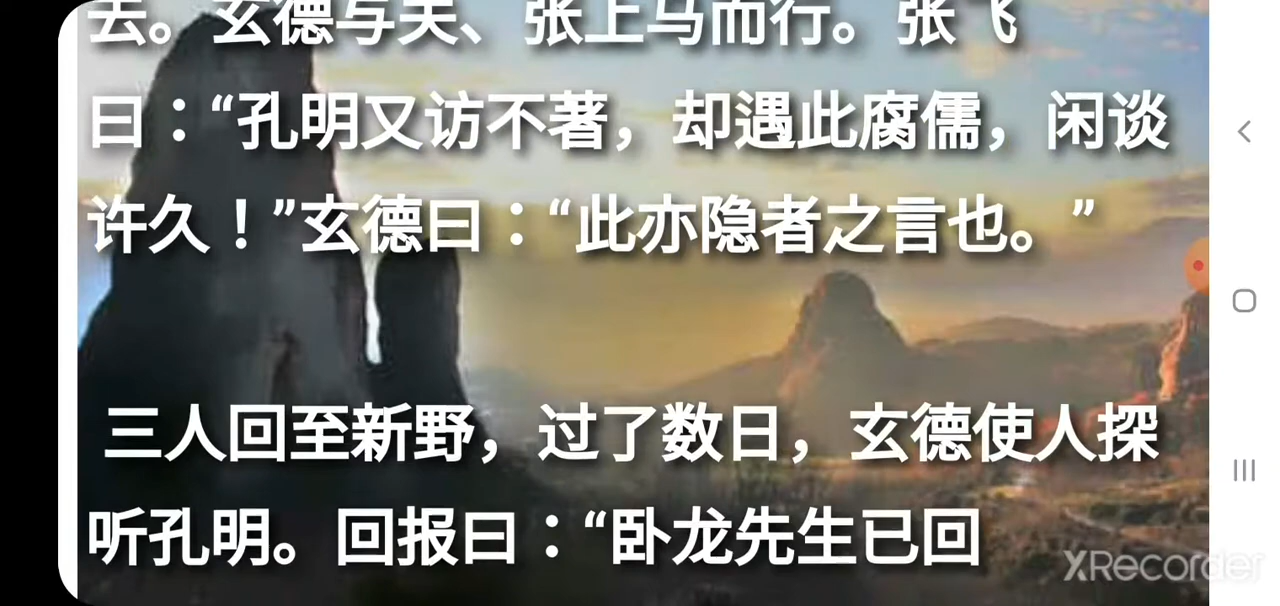 去。玄德与关、张上马而行。张飞
曰：“孔明又访不著，却遇此腐儒，闲谈
许久！”玄德曰：“此亦隐者之言也。”
三人回至新野，过了数日，玄德使人探
听孔明。回报曰：“卧龙先生已回
XRecorder